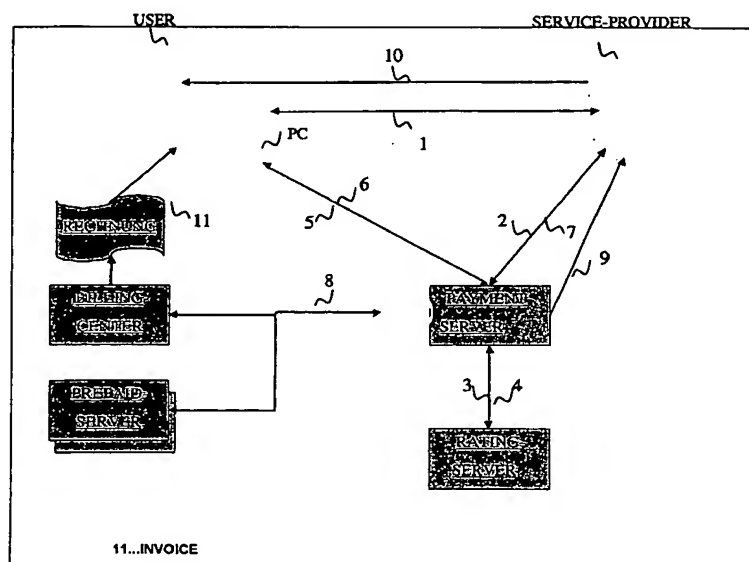 USER
SERVICE-PROVIDER
10
PC
1
6
5
11
2
7
9
RECHNUNG
8
BILLING
CENTER
PAYMENT
SERVER
3
4
PREPAID
SERVER
RATING
SERVER
11...INVOICE